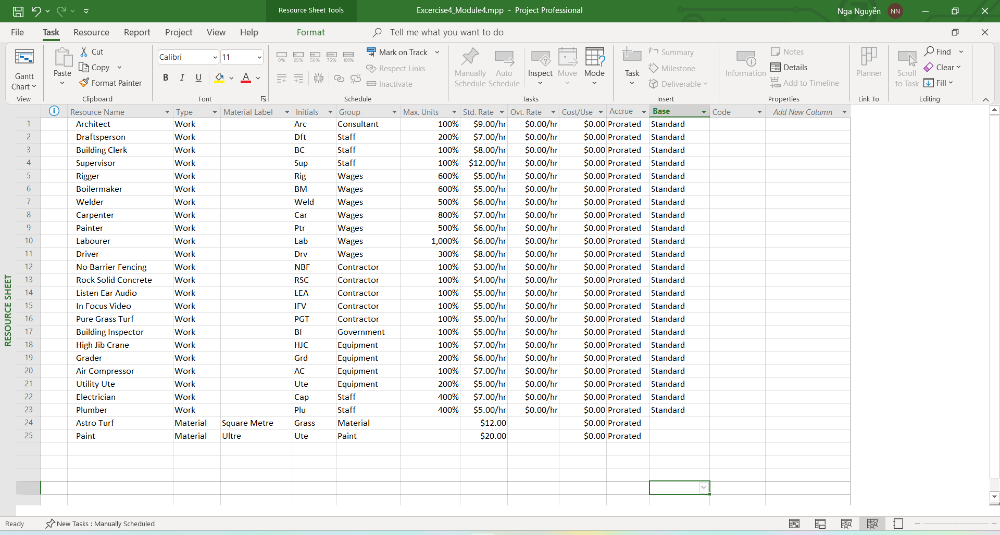 Resource Sheet Tools
Excercise4_Module4.mpp - Project Professional
Nga Nguyễn NN
File Task Resource Report Project View Help Format Tell me what you want to do
Gantt Chart
View
Paste
Cut
Copy
Format Painter
Clipboard
Calibri 11
B I U A
Font
0% 25% 50% 75% 100%
Mark on Track
Respect Links
Inactivate
Schedule
Manually Schedule
Auto Schedule
Inspect
Move
Mode
Tasks
Task
Summary
Milestone
Deliverable
Insert
Information
Notes
Details
Add to Timeline
Properties
Planner
Link To
Scroll to Task
Find
Clear
Fill
Editing
Resource Name Type Material Label Initials Group Max. Units Std. Rate Ovt. Rate Cost/Use Accrue Base Code Add New Column
1 Architect Work Arc Consultant 100% $9.00/hr $0.00/hr $0.00 Prorated Standard
2 Draftsperson Work Dft Staff 200% $7.00/hr $0.00/hr $0.00 Prorated Standard
3 Building Clerk Work BC Staff 100% $8.00/hr $0.00/hr $0.00 Prorated Standard
4 Supervisor Work Sup Staff 100% $12.00/hr $0.00/hr $0.00 Prorated Standard
5 Rigger Work Rig Wages 600% $5.00/hr $0.00/hr $0.00 Prorated Standard
6 Boilermaker Work BM Wages 600% $5.00/hr $0.00/hr $0.00 Prorated Standard
7 Welder Work Weld Wages 500% $6.00/hr $0.00/hr $0.00 Prorated Standard
8 Carpenter Work Car Wages 800% $7.00/hr $0.00/hr $0.00 Prorated Standard
9 Painter Work Ptr Wages 500% $6.00/hr $0.00/hr $0.00 Prorated Standard
10 Labourer Work Lab Wages 1,000% $6.00/hr $0.00/hr $0.00 Prorated Standard
11 Driver Work Drv Wages 300% $8.00/hr $0.00/hr $0.00 Prorated Standard
12 No Barrier Fencing Work NBF Contractor 100% $3.00/hr $0.00/hr $0.00 Prorated Standard
13 Rock Solid Concrete Work RSC Contractor 100% $4.00/hr $0.00/hr $0.00 Prorated Standard
14 Listen Ear Audio Work LEA Contractor 100% $5.00/hr $0.00/hr $0.00 Prorated Standard
15 In Focus Video Work IFV Contractor 100% $5.00/hr $0.00/hr $0.00 Prorated Standard
16 Pure Grass Turf Work PGT Contractor 100% $5.00/hr $0.00/hr $0.00 Prorated Standard
17 Building Inspector Work BI Government 100% $5.00/hr $0.00/hr $0.00 Prorated Standard
18 High Jib Crane Work HJC Equipment 100% $7.00/hr $0.00/hr $0.00 Prorated Standard
19 Grader Work Grd Equipment 200% $6.00/hr $0.00/hr $0.00 Prorated Standard
20 Air Compressor Work AC Equipment 100% $7.00/hr $0.00/hr $0.00 Prorated Standard
21 Utility Ute Work Ute Equipment 200% $5.00/hr $0.00/hr $0.00 Prorated Standard
22 Electrician Work Cap Staff 400% $7.00/hr $0.00/hr $0.00 Prorated Standard
23 Plumber Work Plu Staff 400% $5.00/hr $0.00/hr $0.00 Prorated Standard
24 Astro Turf Material Square Metre Grass Material $12.00 $0.00 Prorated
25 Paint Material Ultre Ute Paint $20.00 $0.00 Prorated
RESOURCE SHEET
Ready New Tasks : Manually Scheduled